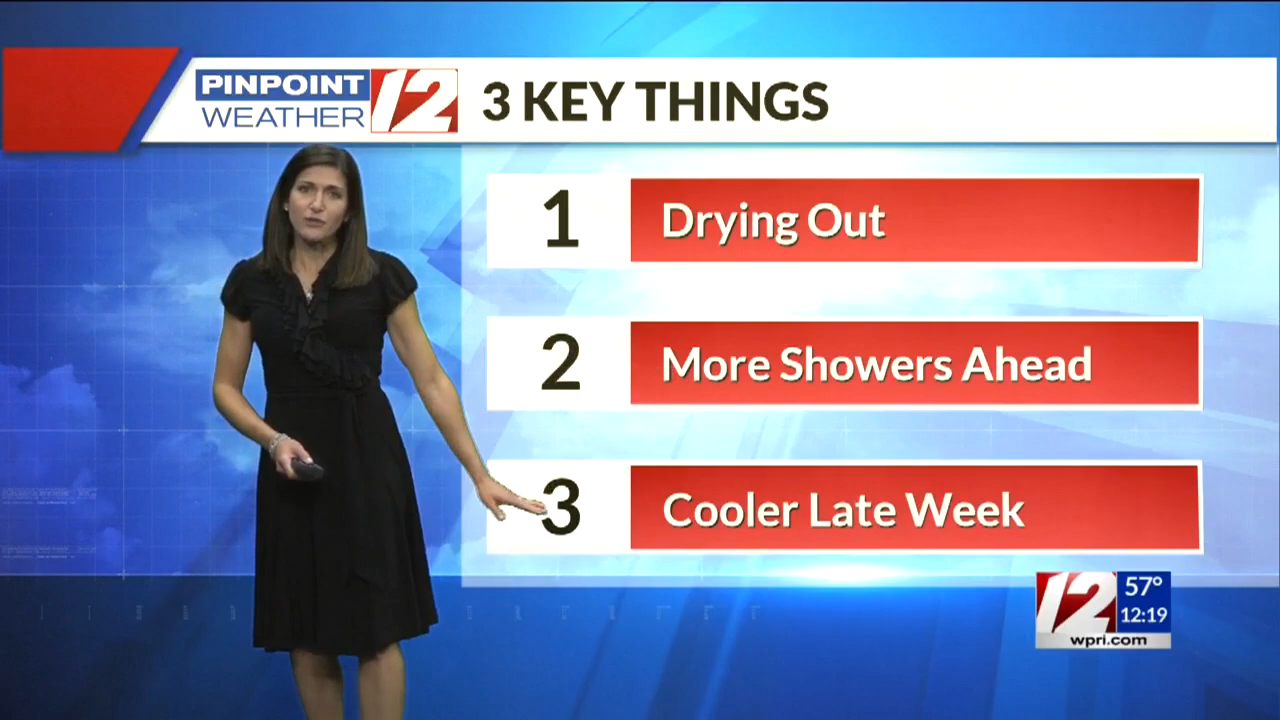 PINPOINT
WEATHER
12
3 KEY THINGS
1
Drying Out
2
More Showers Ahead
3
Cooler Late Week
12
57°
12:19
wpri.com